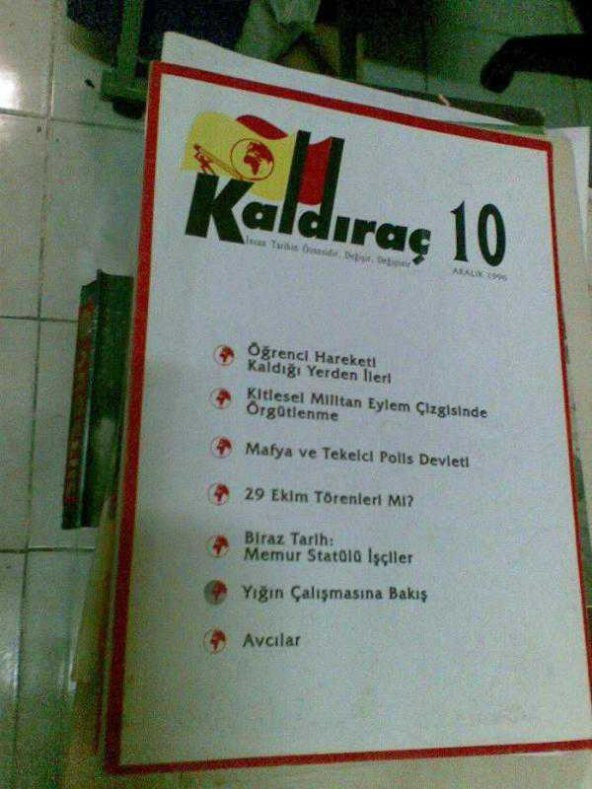 Kaldıraç 10
İnsan Tarihin Öznesidir, Değişir, Değiştirir
ARALIK 1996
Öğrenci Hareketi
Kaldığı Yerden İleri
Kitlesel Militan Eylem Çizgisinde
Örgütlenme
Mafya ve Tekelci Polis Devleti
29 Ekim Törenleri Mi?
Biraz Tarih:
Memur Statülü İşçiler
Yığın Çalışmasına Bakış
Avcılar